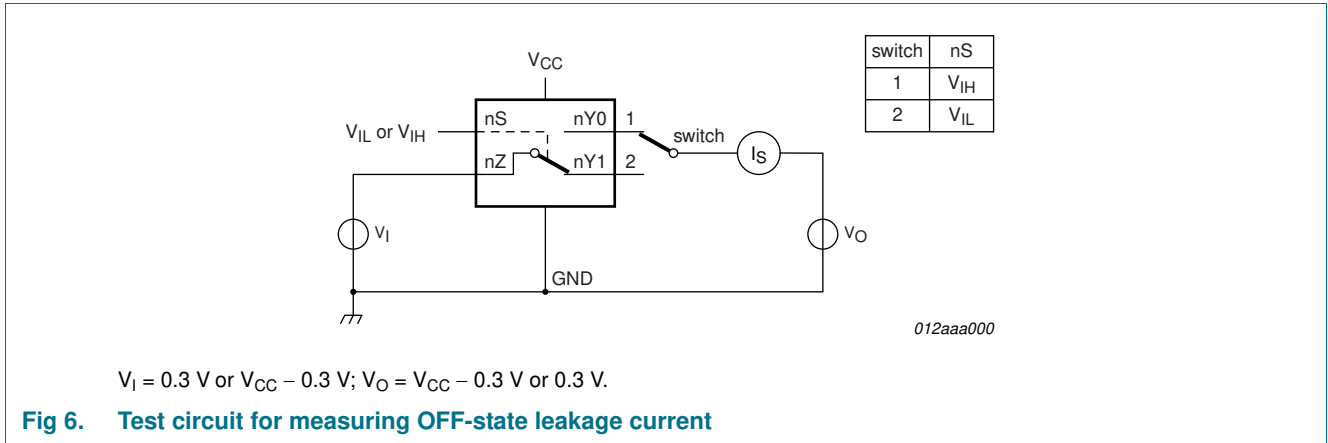 switch nS
1 VIH
2 VIL
VCC
nS nY0 1
VIL or VIH
switch
nZ nY1 2
IS
VI
VO
GND
012aaa000
VI = 0.3 V or VCC − 0.3 V; VO = VCC − 0.3 V or 0.3 V.
Fig 6. Test circuit for measuring OFF-state leakage current